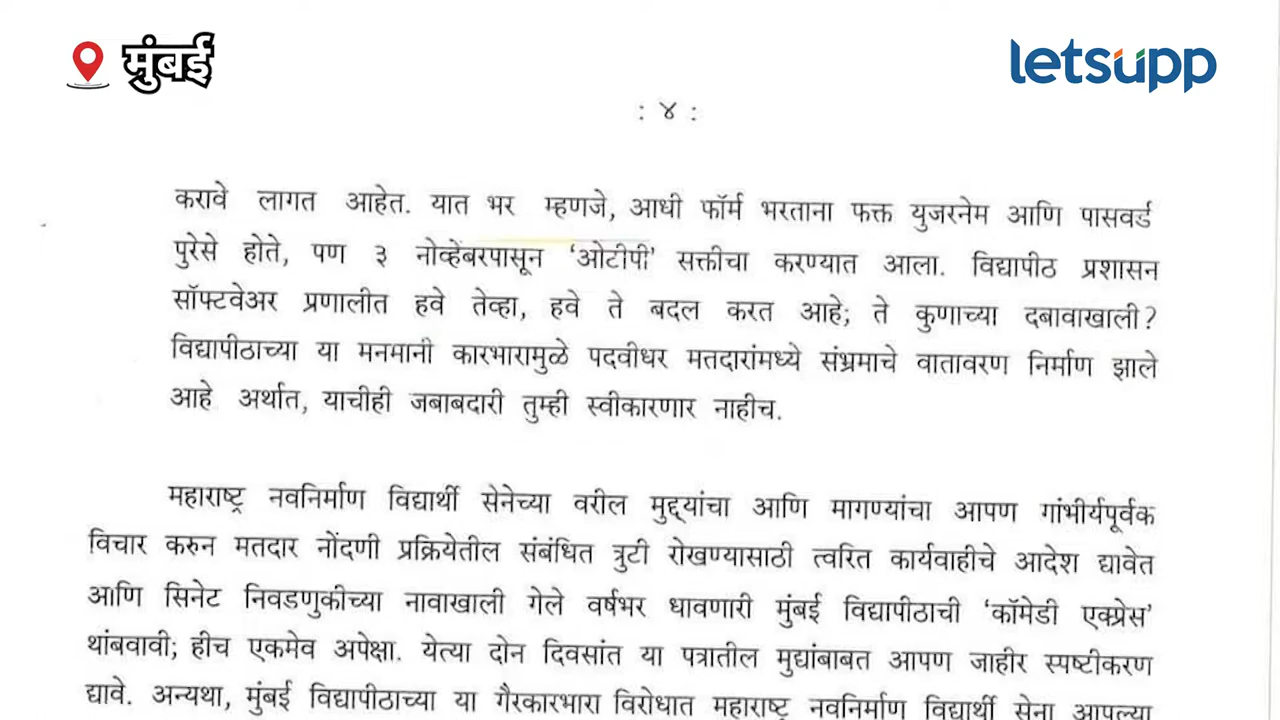 मुंबई
letsupp
: ४ :
करावे लागत आहेत. यात भर म्हणजे, आधी फॉर्म भरताना फक्त युजरनेम आणि पासवर्ड
पुरेसे होते, पण ३ नोव्हेंबरपासून ‘ओटीपी’ सक्तीचा करण्यात आला. विद्यापीठ प्रशासन
सॉफ्टवेअर प्रणालीत हवे तेव्हा, हवे ते बदल करत आहे; ते कुणाच्या दबावाखाली?
विद्यापीठाच्या या मनमानी कारभारामुळे पदवीधर मतदारांमध्ये संभ्रमाचे वातावरण निर्माण झाले
आहे अर्थात, याचीही जबाबदारी तुम्ही स्वीकारणार नाहीच.
महाराष्ट्र नवनिर्माण विद्यार्थी सेनेच्या वरील मुद्द्यांचा आणि मागण्यांचा आपण गांभीर्यपूर्वक
विचार करुन मतदार नोंदणी प्रक्रियेतील संबंधित त्रुटी रोखण्यासाठी त्वरित कार्यवाहीचे आदेश द्यावेत
आणि सिनेट निवडणुकीच्या नावाखाली गेले वर्षभर धावणारी मुंबई विद्यापीठाची ‘कॉमेडी एक्प्रेस’
थांबवावी; हीच एकमेव अपेक्षा. येत्या दोन दिवसांत या पत्रातील मुद्यांबाबत आपण जाहीर स्पष्टीकरण
द्यावे. अन्यथा, मुंबई विद्यापीठाच्या या गैरकारभारा विरोधात महाराष्ट्र नवनिर्माण विद्यार्थी सेना आपल्या